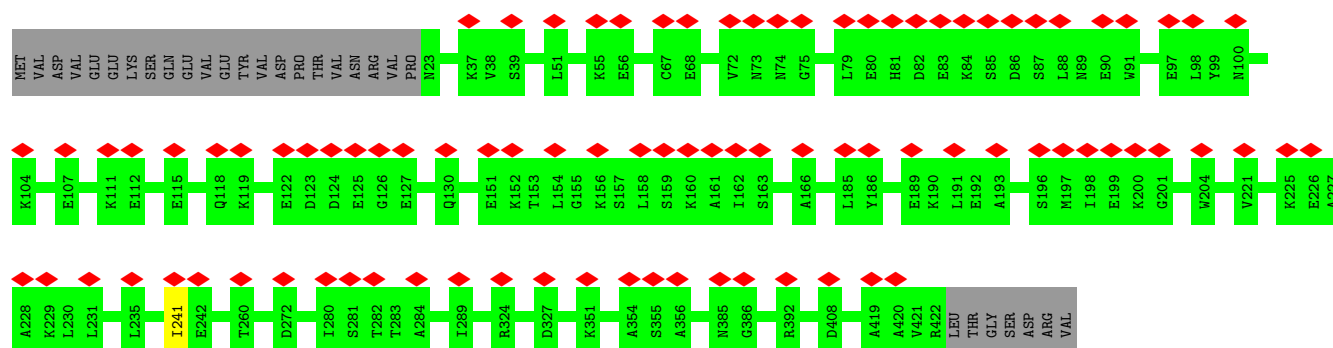 MET VAL ASP VAL GLU GLU LYS SER GLN GLU VAL GLU TYR VAL ASP PRO THR VAL ASN ARG VAL PRO N23 K37 V38 S39 L51 K55 E56 C67 E68 V72 N73 N74 G75 L79 E80 H81 D82 E83 K84 S85 D86 S87 L88 N89 E90 W91 E97 L98 Y99 N100
K104 E107 K111 E112 E115 Q118 K119 E122 D123 D124 E125 G126 E127 Q130 E151 K152 T153 L154 G155 K156 S157 L158 S159 K160 A161 I162 S163 A166 L185 Y186 E189 K190 L191 E192 A193 S196 M197 I198 E199 K200 G201 W204 V221 K225 E226 A227
A228 K229 L230 L231 L235 I241 E242 T260 D272 I280 S281 T282 T283 A284 I289 R324 D327 K351 A354 S355 A356 N385 G386 R392 D408 A419 A420 V421 R422 LEU THR GLY SER ASP ARG VAL